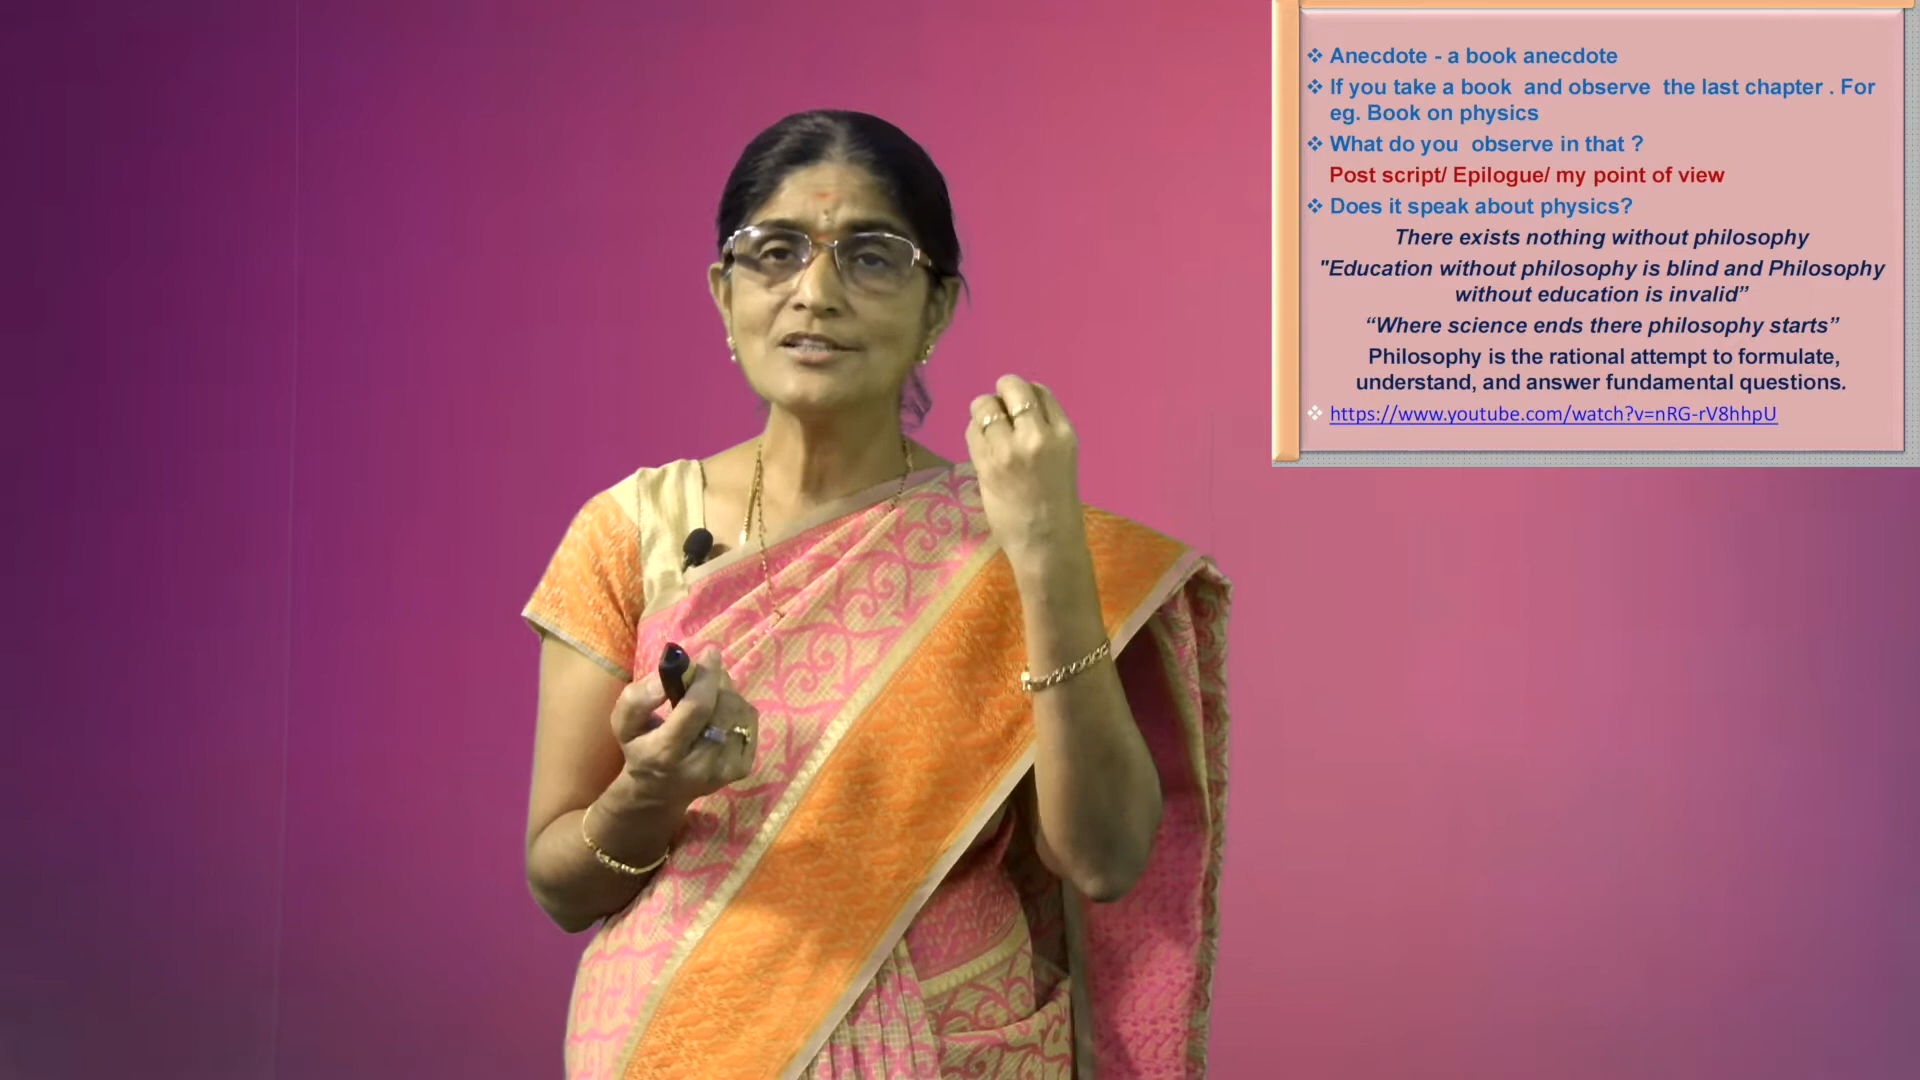 ❖ Anecdote - a book anecdote
❖ If you take a book and observe the last chapter . For
eg. Book on physics
❖ What do you observe in that ?
Post script/ Epilogue/ my point of view
❖ Does it speak about physics?
There exists nothing without philosophy
"Education without philosophy is blind and Philosophy
without education is invalid”
“Where science ends there philosophy starts”
Philosophy is the rational attempt to formulate,
understand, and answer fundamental questions.
❖ https://www.youtube.com/watch?v=nRG-rV8hhpU